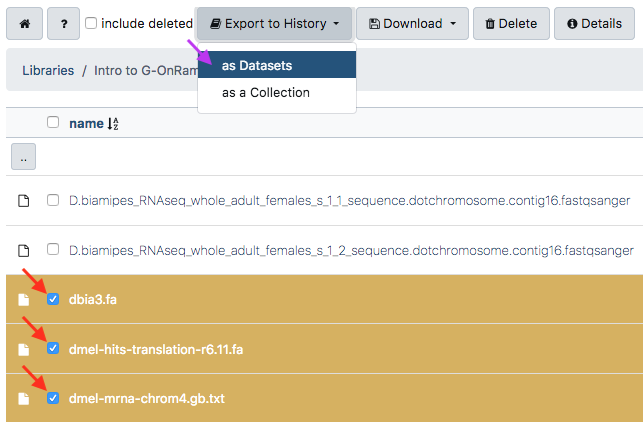 ? include deleted Export to History Download Delete Details
as Datasets
Libraries / Intro to G-OnRam
as a Collection
name
..
D.biamipes_RNAseq_whole_adult_females_s_1_1_sequence.dotchromosome.contig16.fastqsanger
D.biamipes_RNAseq_whole_adult_females_s_1_2_sequence.dotchromosome.contig16.fastqsanger
dbia3.fa
dmel-hits-translation-r6.11.fa
dmel-mrna-chrom4.gb.txt